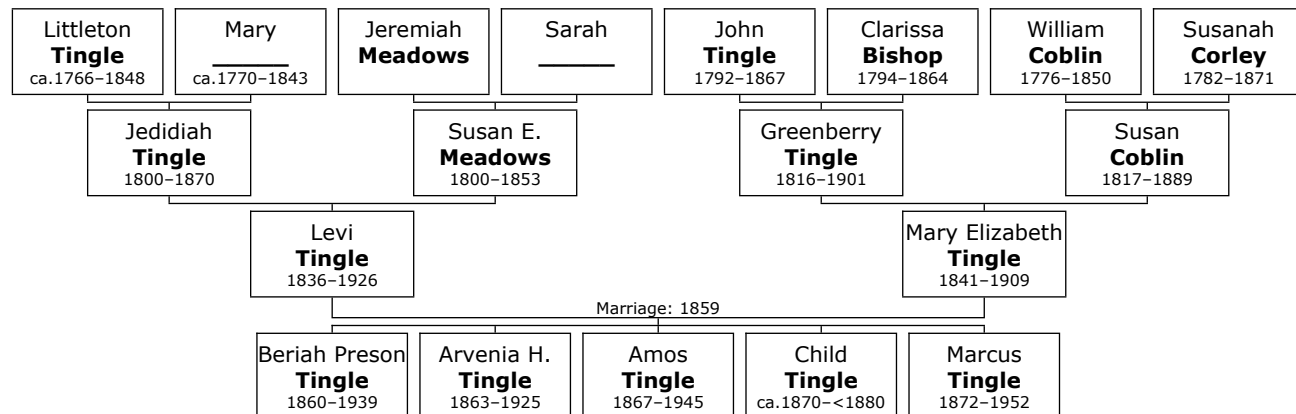 Littleton
Tingle
ca.1766–1848
Mary
______
ca.1770–1843
Jeremiah
Meadows
Sarah
______
John
Tingle
1792–1867
Clarissa
Bishop
1794–1864
William
Coblin
1776–1850
Susanah
Corley
1782–1871
Jedidiah
Tingle
1800–1870
Susan E.
Meadows
1800–1853
Greenberry
Tingle
1816–1901
Susan
Coblin
1817–1889
Levi
Tingle
1836–1926
Mary Elizabeth
Tingle
1841–1909
Marriage: 1859
Beriah Preson
Tingle
1860–1939
Arvenia H.
Tingle
1863–1925
Amos
Tingle
1867–1945
Child
Tingle
ca.1870–<1880
Marcus
Tingle
1872–1952